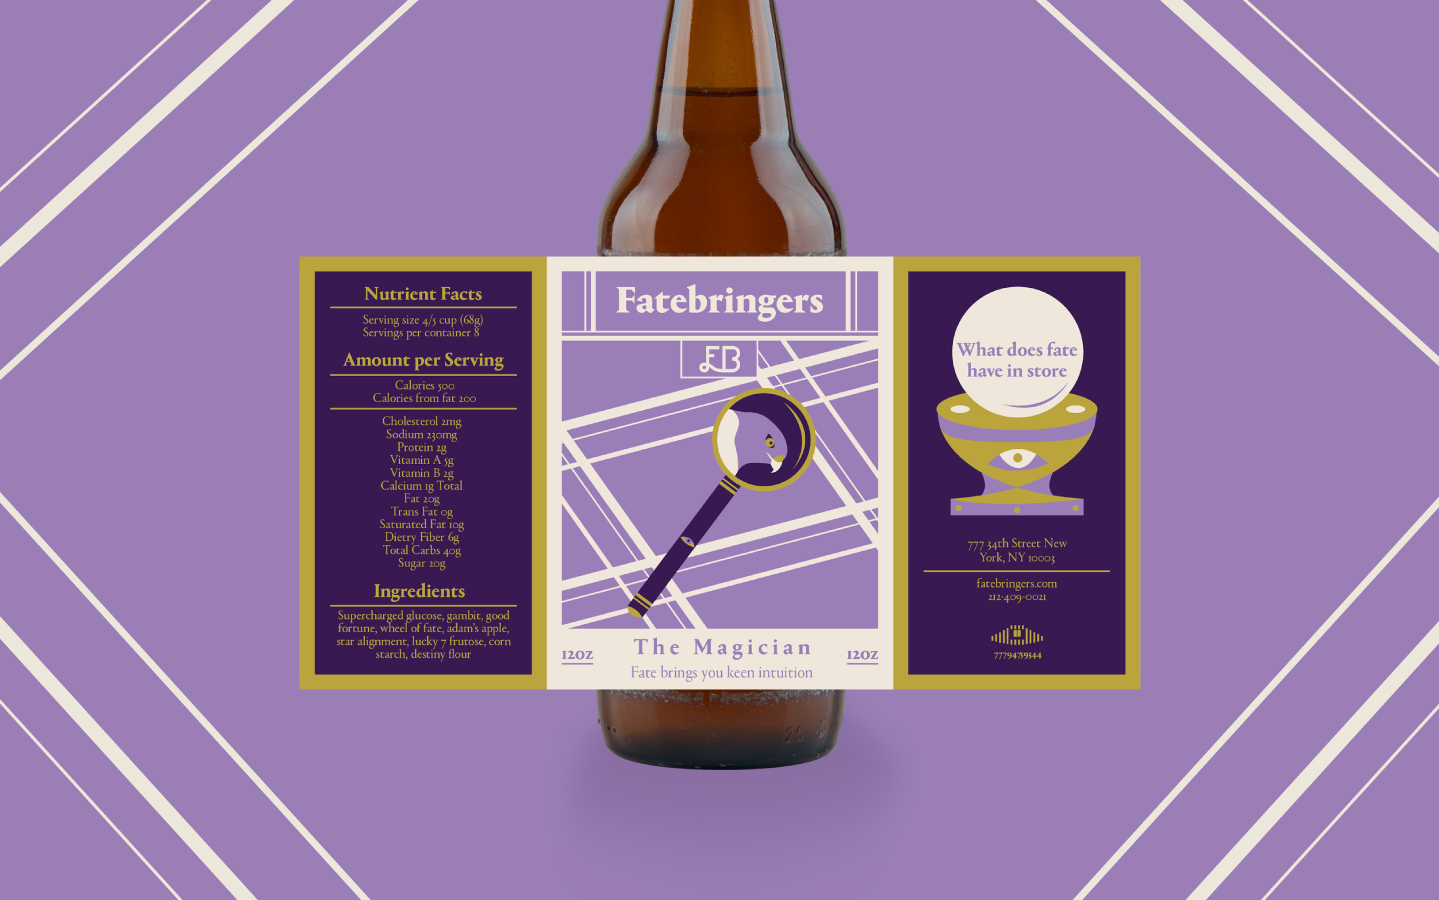 Nutrient Facts
Serving size 4/5 cup (68g)
Servings per container 8
Amount per Serving
Calories 500
Calories from fat 200
Cholesterol 2mg
Sodium 230mg
Protein 2g
Vitamin A 5g
Vitamin B 2g
Calcium 1g Total
Fat 20g
Trans Fat 0g
Saturated Fat 10g
Dietry Fiber 6g
Total Carbs 40g
Sugar 20g
Ingredients
Supercharged glucose, gambit, good
fortune, wheel of fate, adam's apple,
star alignment, lucky 7 frutose, corn
starch, destiny flour
Fatebringers
FB
The Magician
12OZ
12OZ
Fate brings you keen intuition
What does fate
have in store
777 34th Street New
York, NY 10003
fatebringers.com
212-409-0021
77794719344